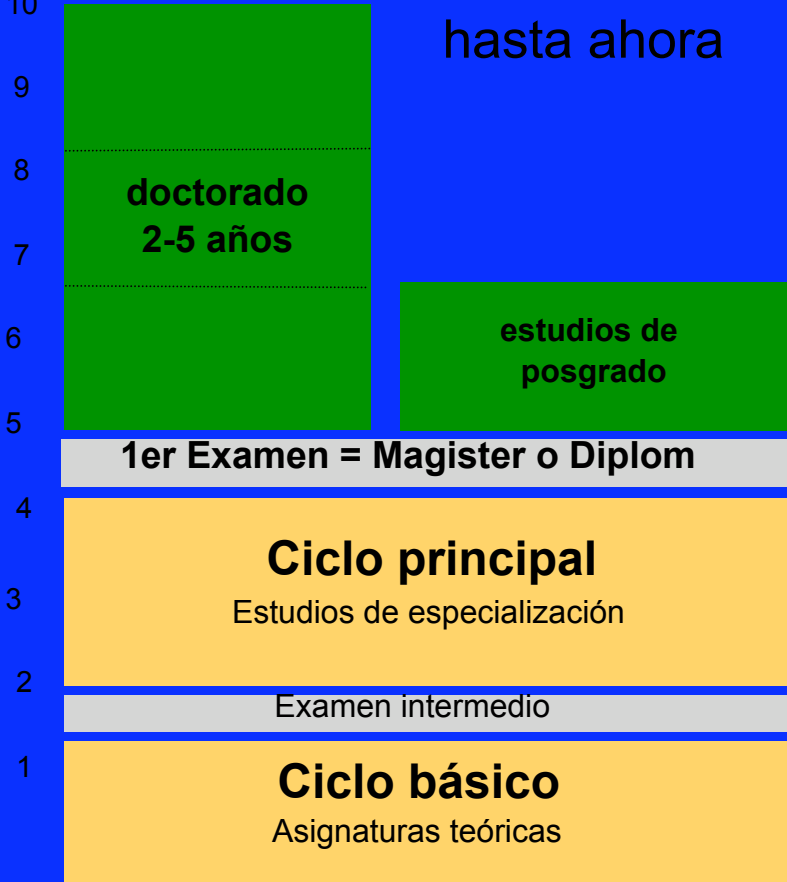 10
hasta ahora
9
8
doctorado
2-5 años
7
6
estudios de
posgrado
5
1er Examen = Magister o Diplom
4
Ciclo principal
3
Estudios de especialización
2
Examen intermedio
1
Ciclo básico
Asignaturas teóricas